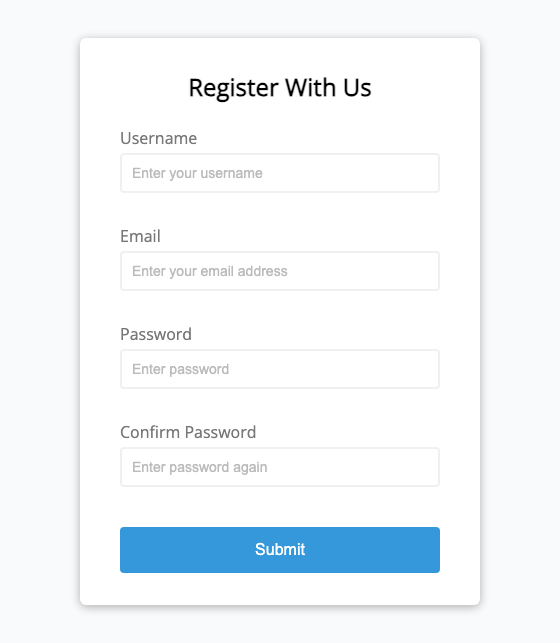 Register With Us
Username
Enter your username
Email
Enter your email address
Password
Enter password
Confirm Password
Enter password again
Submit